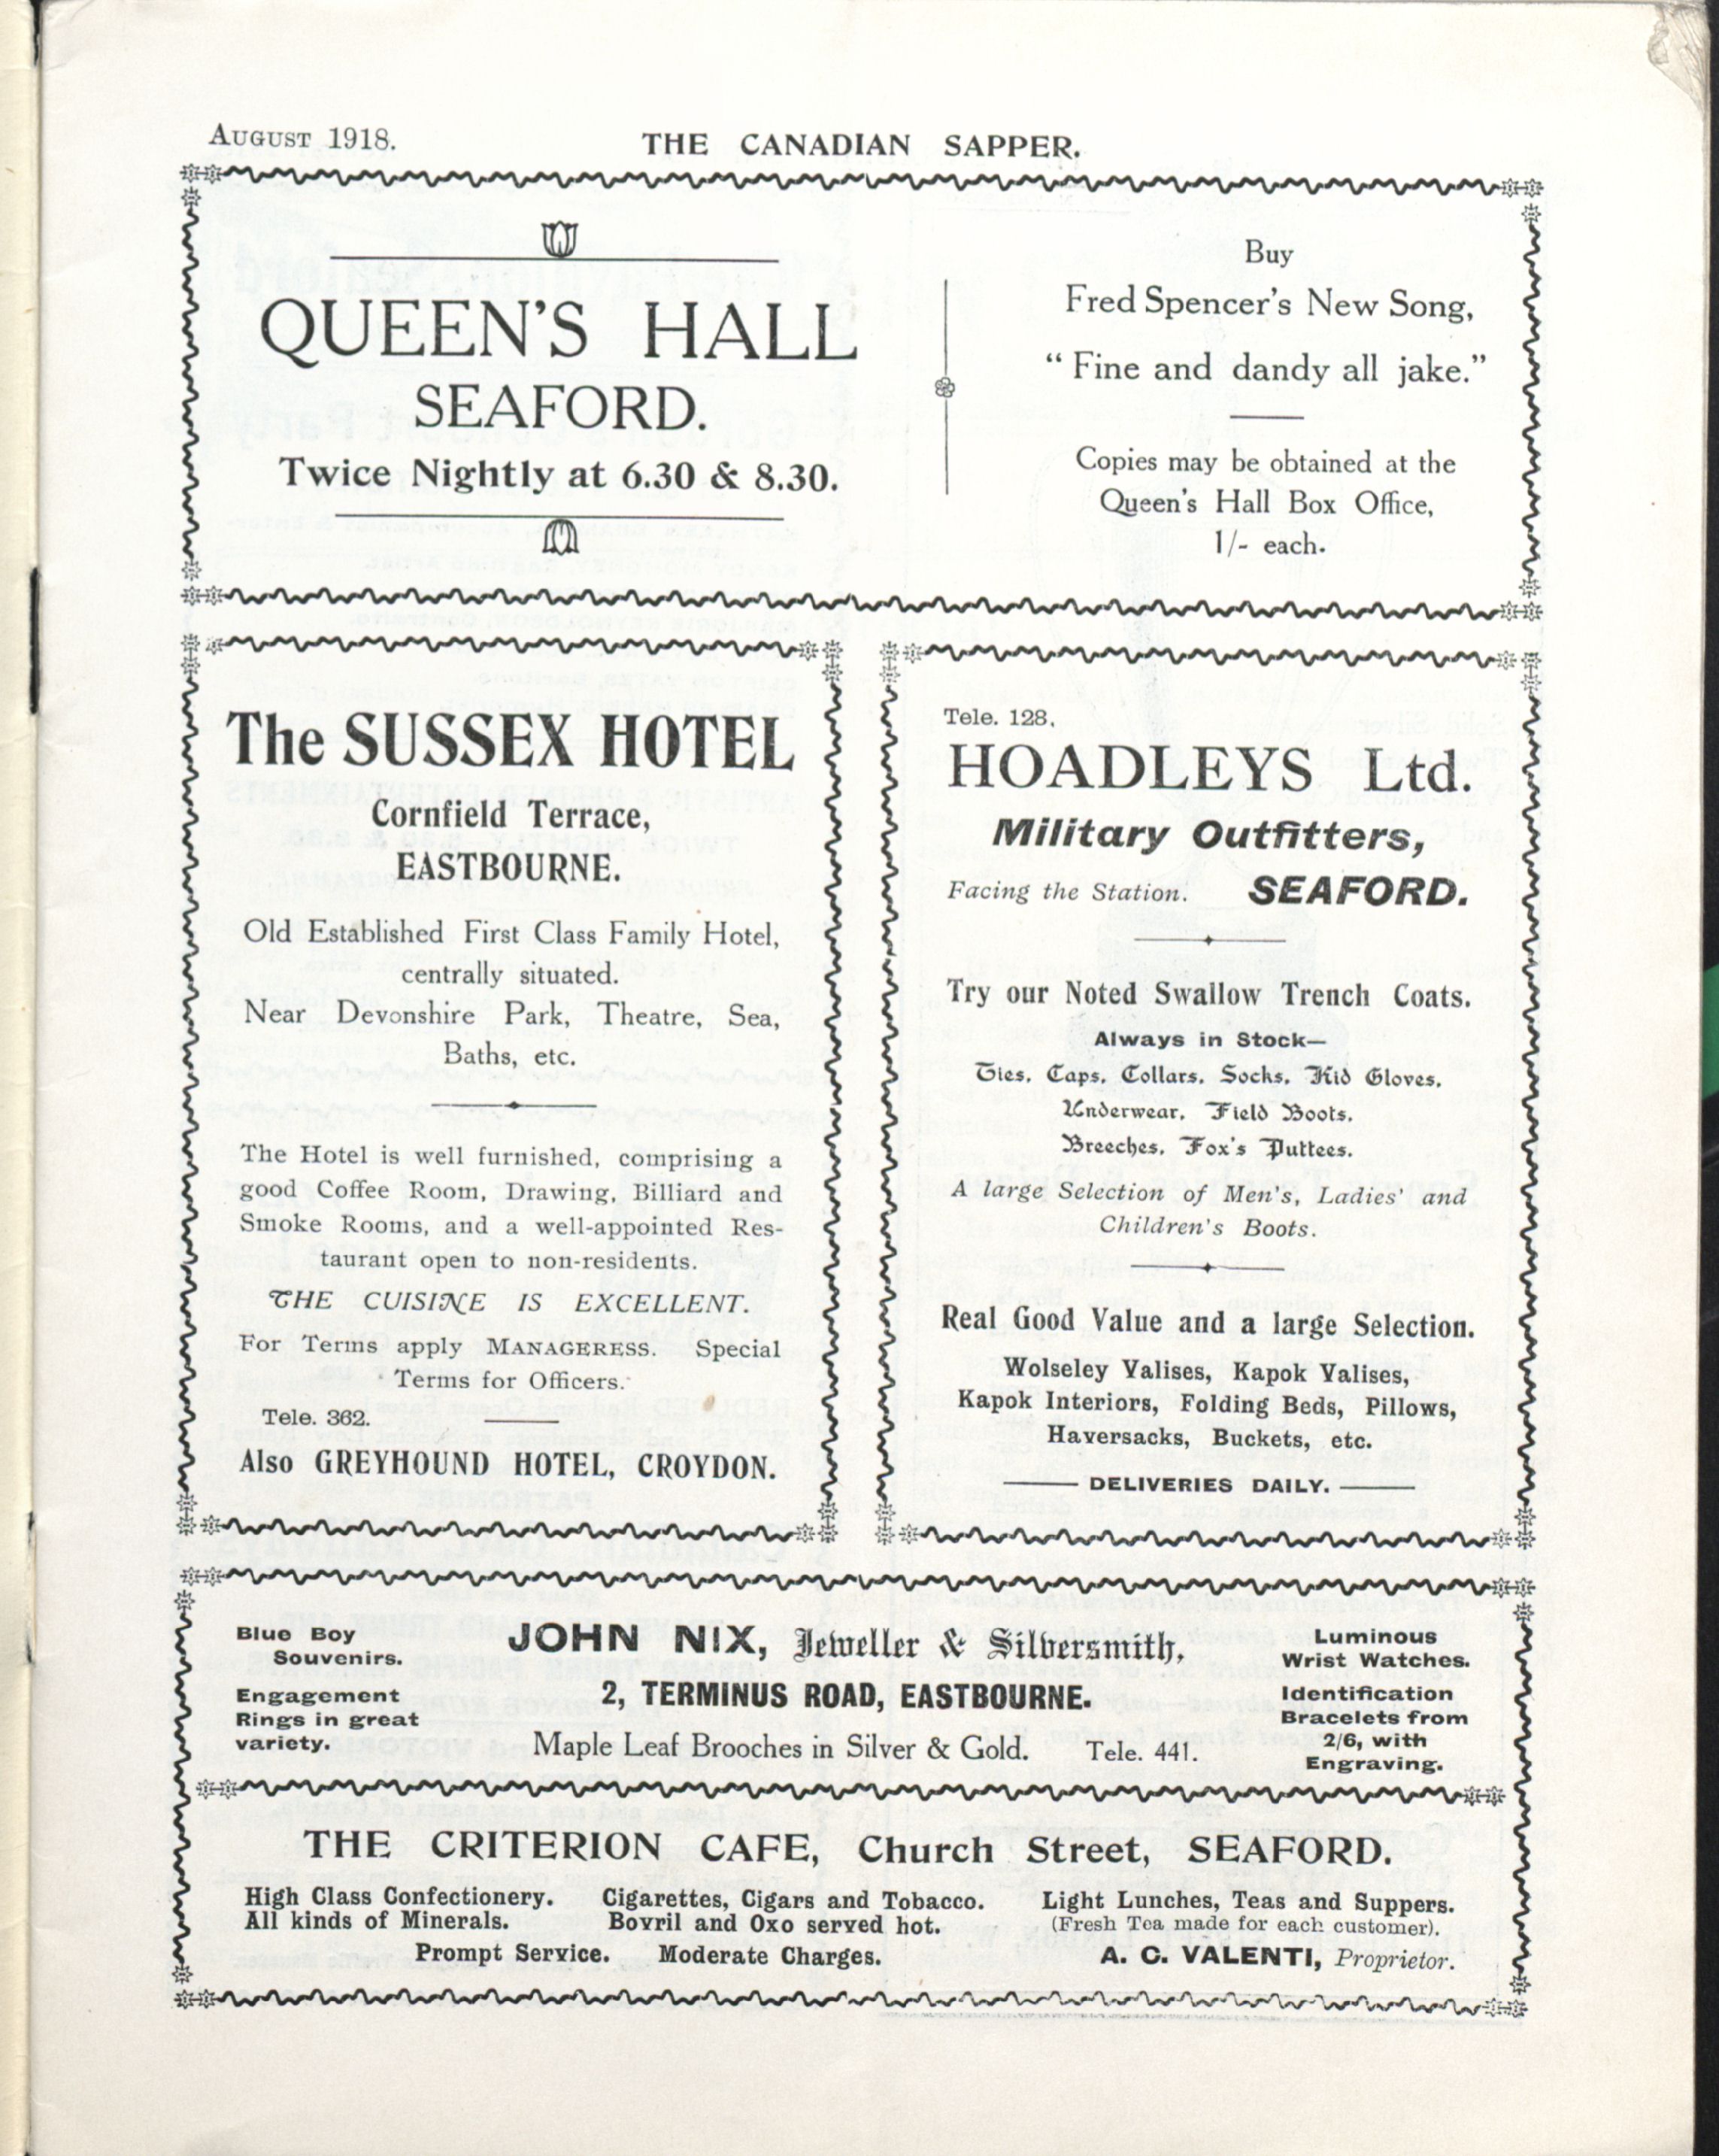 AUGUST 1918.
THE CANADIAN SAPPER.
QUEEN'S HALL
SEAFORD.
Twice Nightly at 6.30 & 8.30.
Buy
Fred Spencer's New Song,
"Fine and dandy all jake."
Copies may be obtained at the
Queen's Hall Box Office,
1/- each.
The SUSSEX HOTEL
Cornfield Terrace,
EASTBOURNE.
Old Established First Class Family Hotel,
centrally situated.
Near Devonshire Park, Theatre, Sea,
Baths, etc.
The Hotel is well furnished, comprising a
good Coffee Room, Drawing, Billiard and
Smoke Rooms, and a well-appointed Res-
taurant open to non-residents.
THE CUISINE IS EXCELLENT.
For Terms apply MANAGERESS. Special
Terms for Officers.
Tele. 362.
Also GREYHOUND HOTEL, CROYDON.
Tele. 128.
HOADLEYS Ltd.
Military Outfitters,
Facing the Station. SEAFORD.
Try our Noted Swallow Trench Coats.
Always in Stock—
Ties, Caps, Collars, Socks, Kid Gloves,
Underwear, Field Boots,
Breeches, Fox's Puttees.
A large Selection of Men's, Ladies' and
Children's Boots.
Real Good Value and a large Selection.
Wolseley Valises, Kapok Valises,
Kapok Interiors, Folding Beds, Pillows,
Haversacks, Buckets, etc.
DELIVERIES DAILY.
Blue Boy
Souvenirs.
Engagement
Rings in great
variety.
JOHN NIX, Jeweller & Silversmith,
2, TERMINUS ROAD, EASTBOURNE.
Maple Leaf Brooches in Silver & Gold. Tele. 441.
Luminous
Wrist Watches.
Identification
Bracelets from
2/6, with
Engraving.
THE CRITERION CAFE, Church Street, SEAFORD.
High Class Confectionery. Cigarettes, Cigars and Tobacco. Light Lunches, Teas and Suppers.
All kinds of Minerals. Bovril and Oxo served hot. (Fresh Tea made for each customer).
Prompt Service. Moderate Charges. A. C. VALENTI, Proprietor.